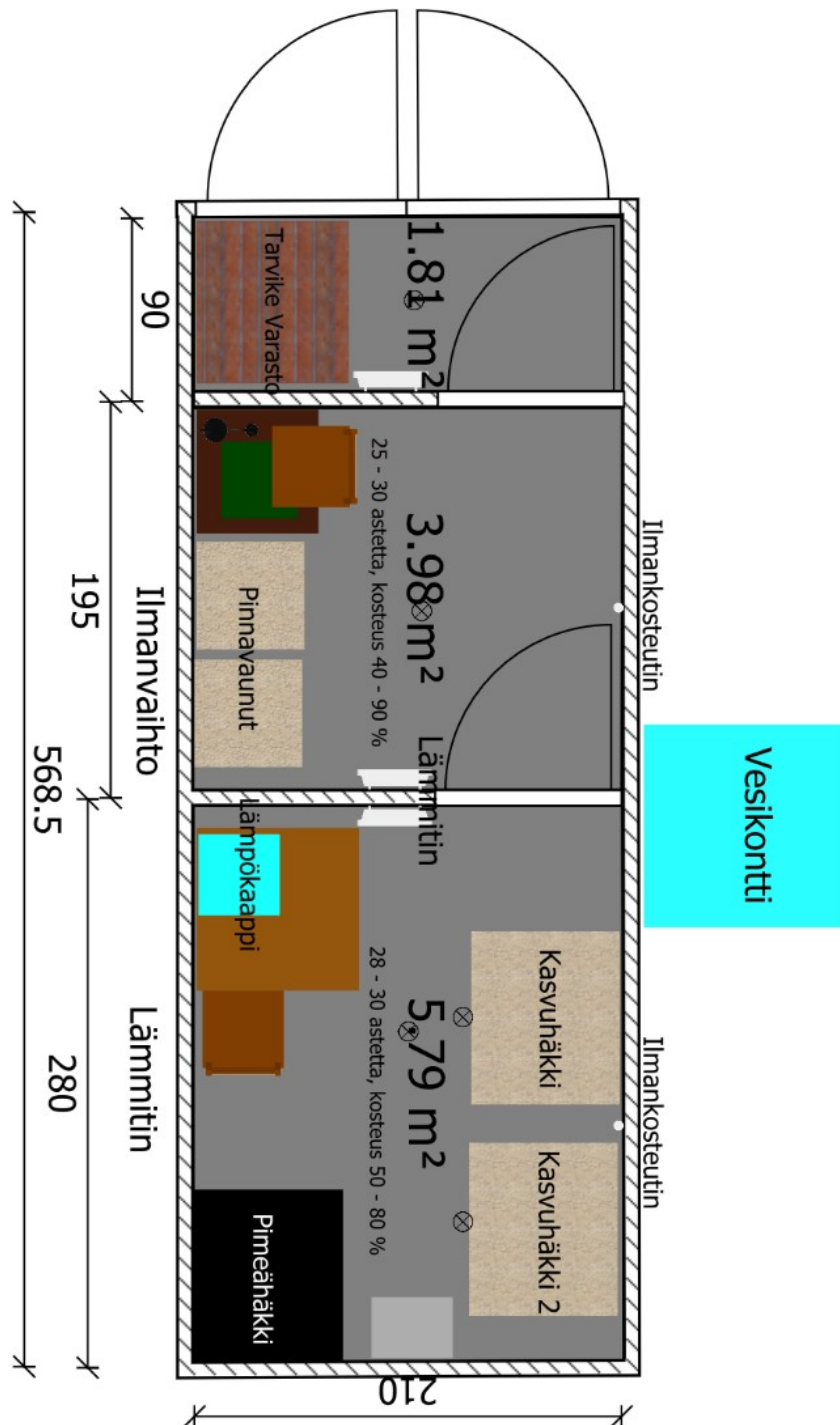 Tarvike Varasto
1.81 m²
90
25 - 30 astetta, kosteus 40 - 90 %
3.98 m²
Ilmankosteutin
Pinnavaunut
195
Ilmanvaihto
Lämmitin
Vesikontti
568.5
Lämpökaappi
28 - 30 astetta, kosteus 50 - 80 %
5.79 m²
Kasvuhäkki
Ilmankosteutin
280
Lämmitin
Kasvuhäkki 2
Pimeähäkki
210